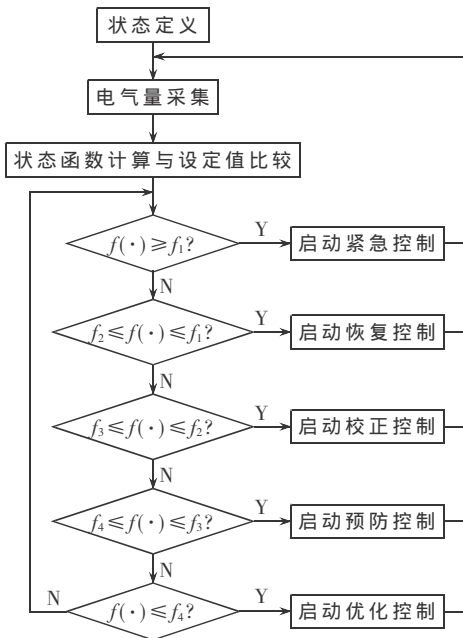 状态定义
电气量采集
状态函数计算与设定值比较
f(·)≥f₁?
Y
启动紧急控制
N
f₂≤f(·)≤f₁?
Y
启动恢复控制
N
f₃≤f(·)≤f₂?
Y
启动校正控制
N
f₄≤f(·)≤f₃?
Y
启动预防控制
N
N
f(·)≤f₄?
Y
启动优化控制